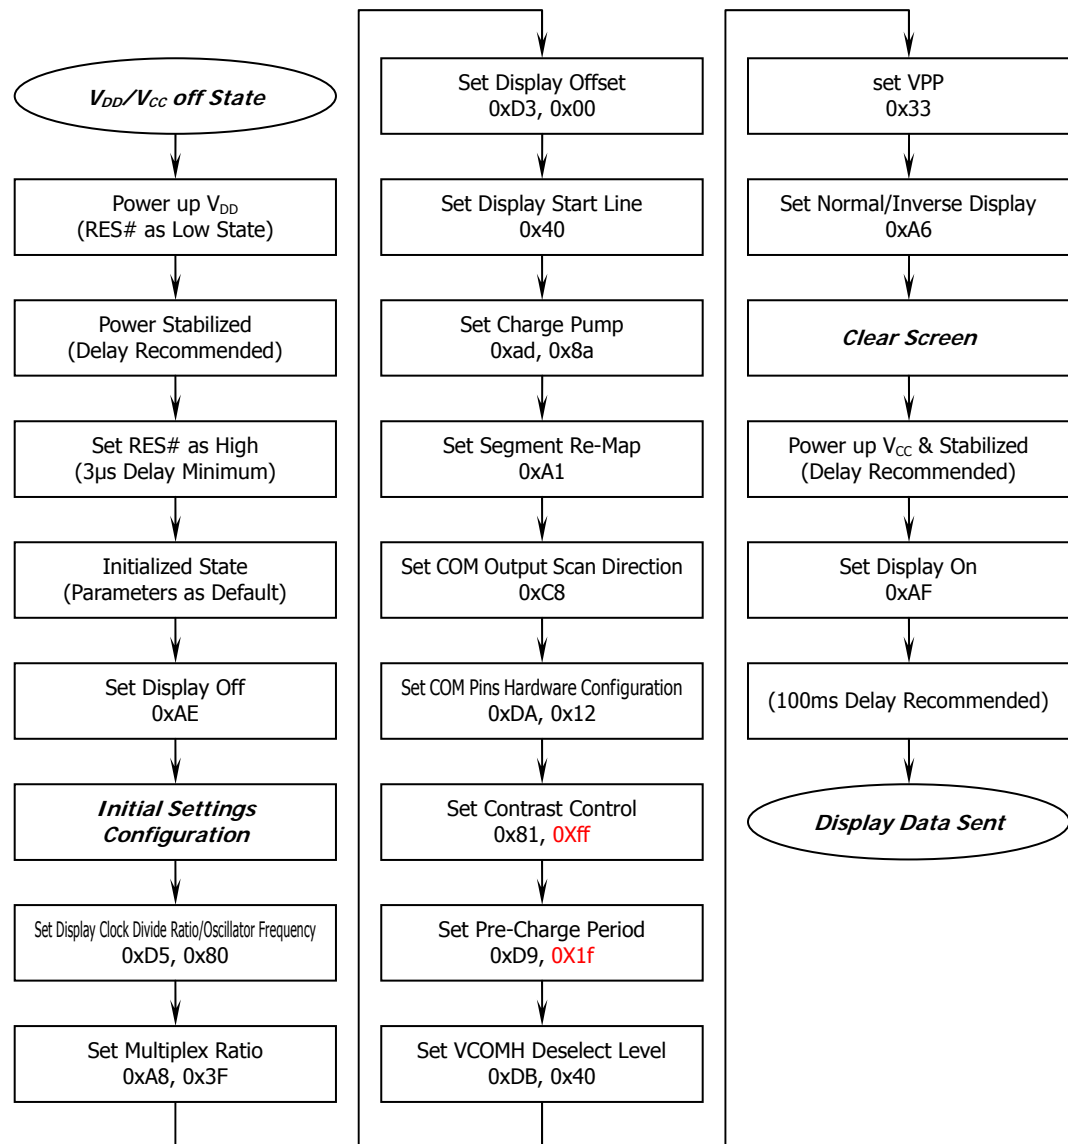 V_DD/V_CC off State
Power up V_DD
(RES# as Low State)
Power Stabilized
(Delay Recommended)
Set RES# as High
(3μs Delay Minimum)
Initialized State
(Parameters as Default)
Set Display Off
0xAE
Initial Settings
Configuration
Set Display Clock Divide Ratio/Oscillator Frequency
0xD5, 0x80
Set Multiplex Ratio
0xA8, 0x3F
Set Display Offset
0xD3, 0x00
Set Display Start Line
0x40
Set Charge Pump
0xad, 0x8a
Set Segment Re-Map
0xA1
Set COM Output Scan Direction
0xC8
Set COM Pins Hardware Configuration
0xDA, 0x12
Set Contrast Control
0x81, 0Xff
Set Pre-Charge Period
0xD9, 0X1f
Set VCOMH Deselect Level
0xDB, 0x40
set VPP
0x33
Set Normal/Inverse Display
0xA6
Clear Screen
Power up V_CC & Stabilized
(Delay Recommended)
Set Display On
0xAF
(100ms Delay Recommended)
Display Data Sent